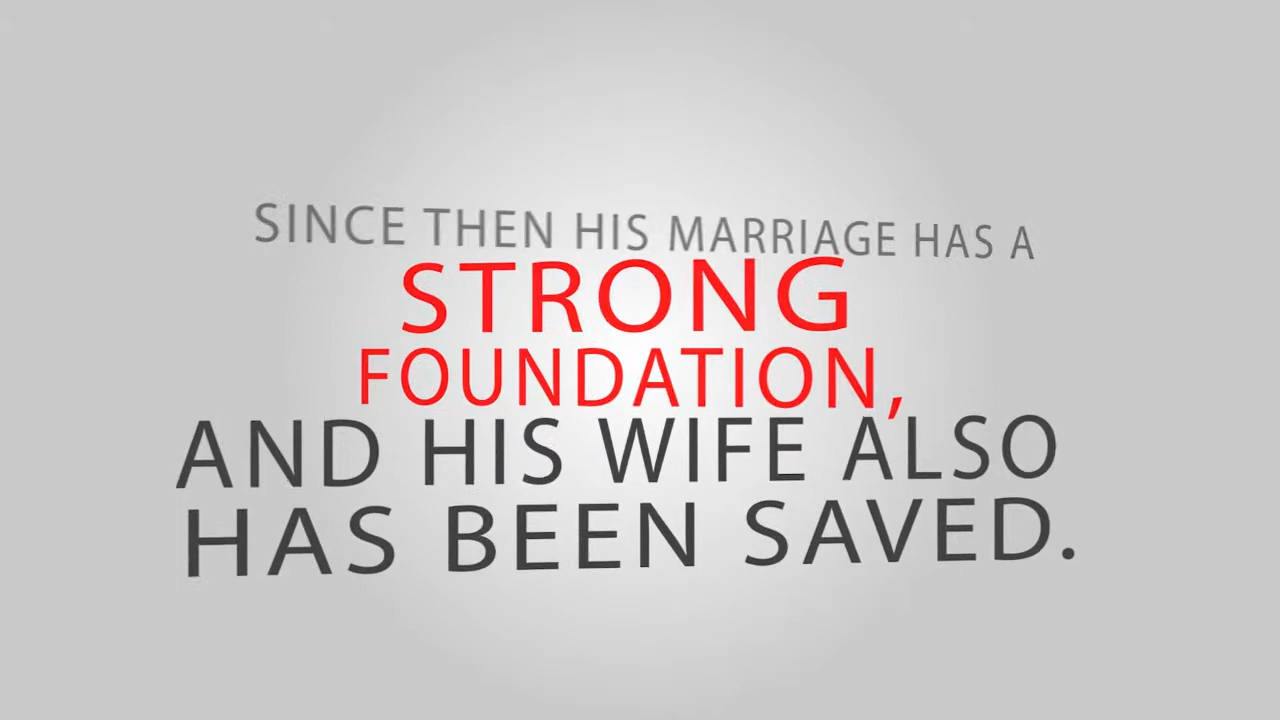 SINCE THEN HIS MARRIAGE HAS A
STRONG
FOUNDATION,
AND HIS WIFE ALSO
HAS BEEN SAVED.